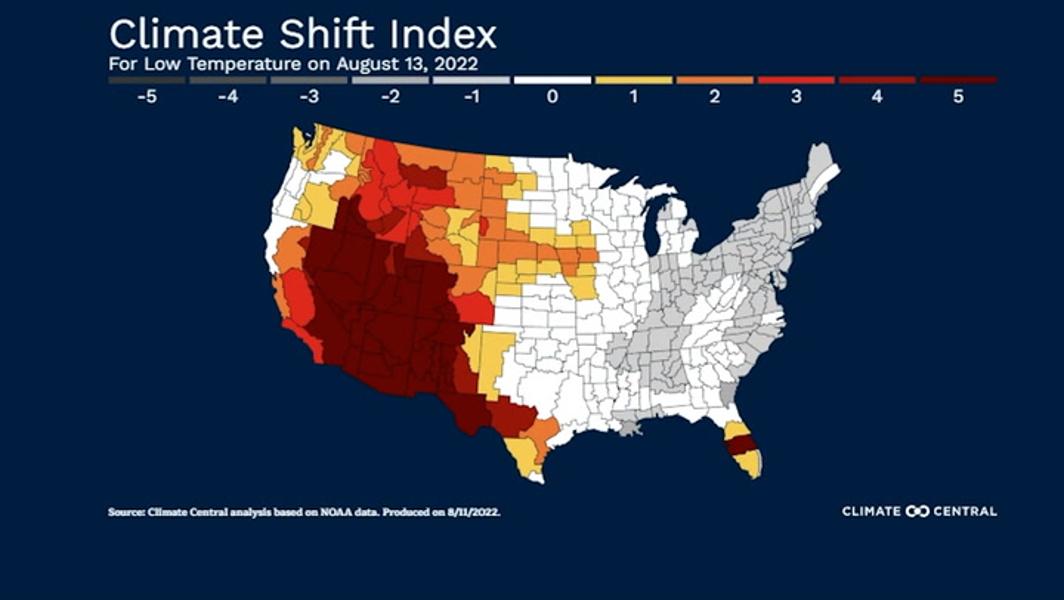 Climate Shift Index
For Low Temperature on August 13, 2022
-5 -4 -3 -2 -1 0 1 2 3 4 5
Source: Climate Central analysis based on NOAA data. Produced on 8/11/2022.
CLIMATE CENTRAL